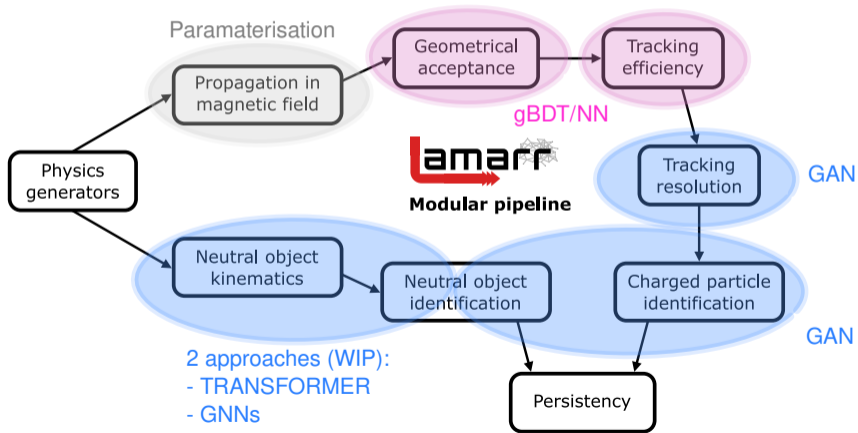 Paramaterisation
Propagation in
magnetic field
Geometrical
acceptance
Tracking
efficiency
gBDT/NN
Physics
generators
Lamarr
Modular pipeline
Tracking
resolution
GAN
Neutral object
kinematics
Neutral object
identification
Charged particle
identification
GAN
2 approaches (WIP):
- TRANSFORMER
- GNNs
Persistency